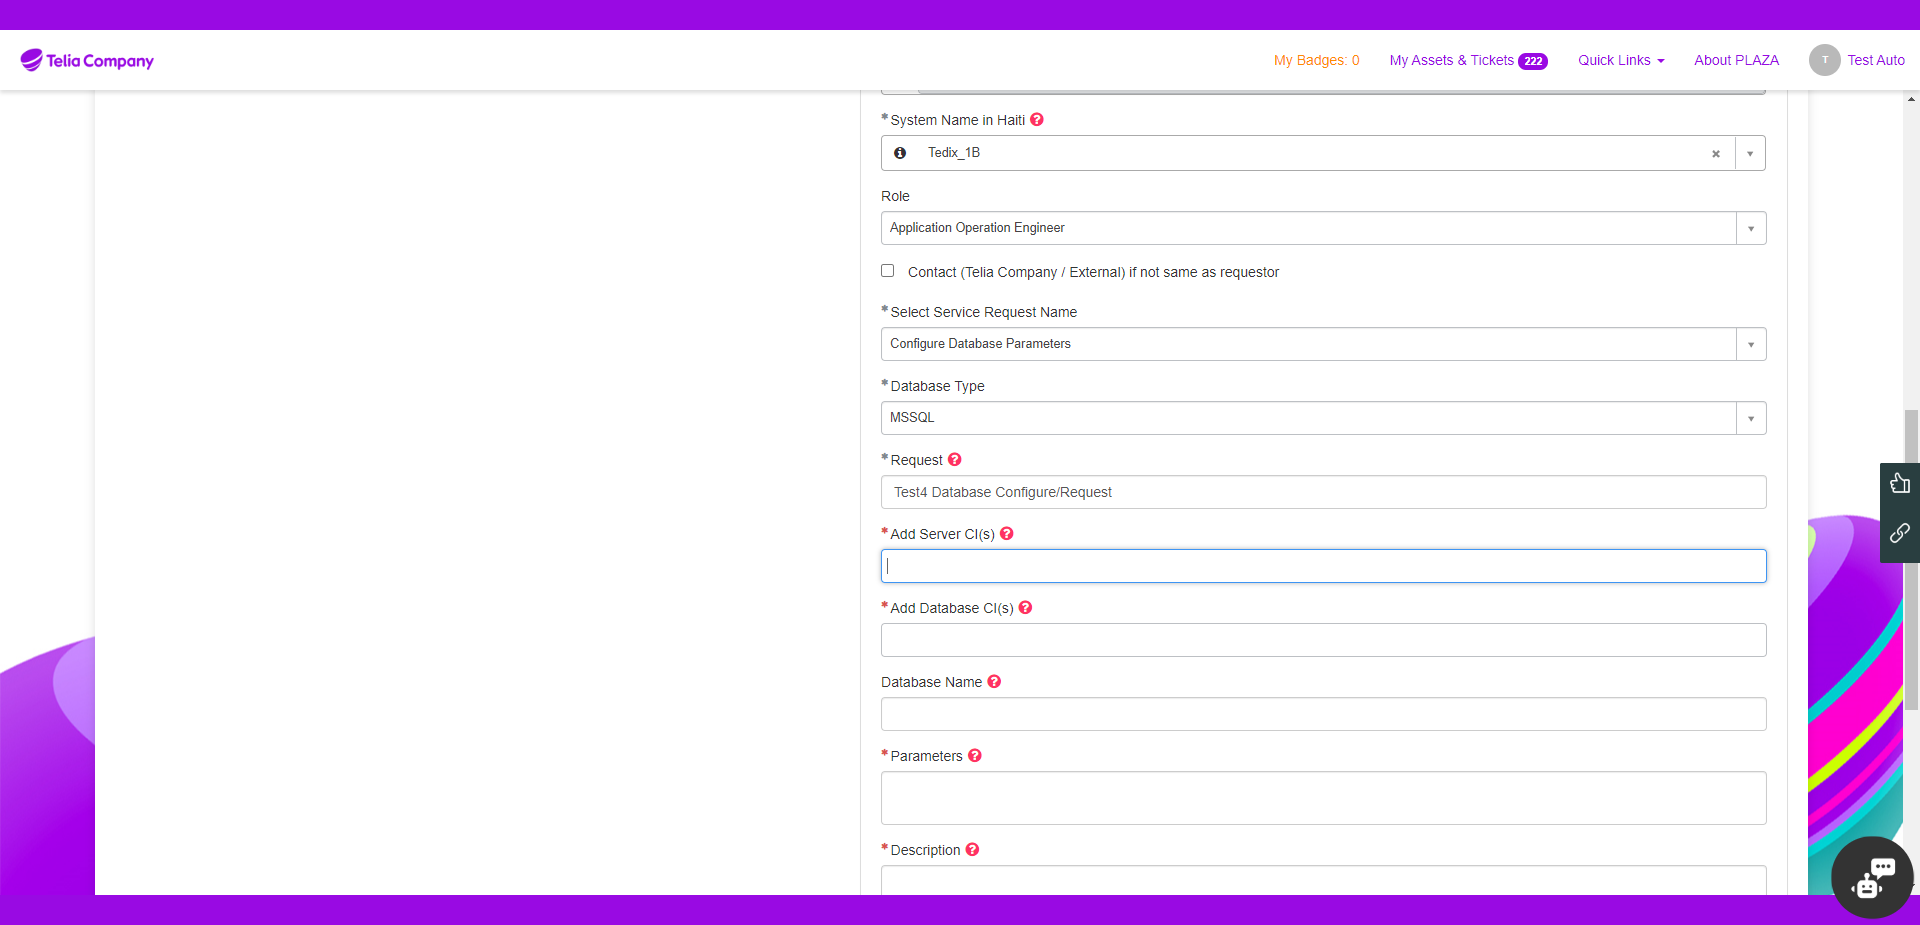 Telia Company
My Badges: 0
My Assets & Tickets 222
Quick Links
About PLAZA
T
Test Auto
*System Name in Haiti
Tedix_1B
Role
Application Operation Engineer
Contact (Telia Company / External) if not same as requestor
*Select Service Request Name
Configure Database Parameters
*Database Type
MSSQL
*Request
Test4 Database Configure/Request
*Add Server CI(s)
*Add Database CI(s)
Database Name
*Parameters
*Description